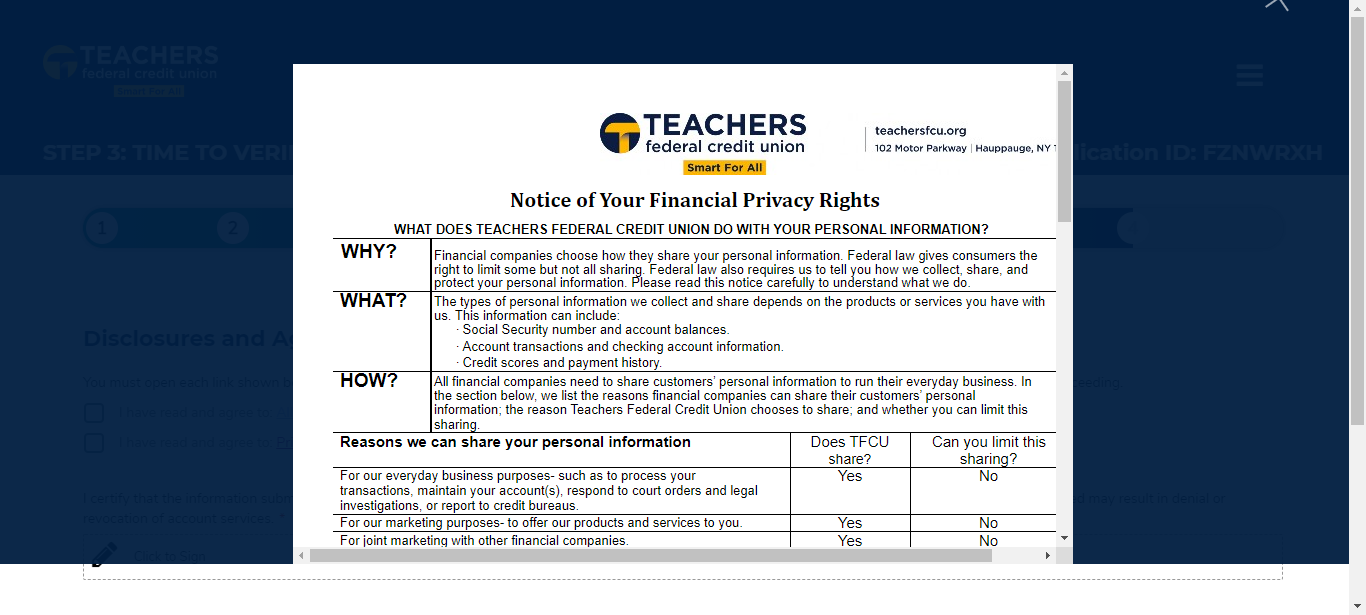 TEACHERS
federal credit union
Smart For All
STEP 3: TIME TO VERI
lication ID: FZNWRXH
1
2
Disclosures and A
You must open each link shown b
ceeding.
I have read and agree to:
I have read and agree to:
I certify that the information subm
d may result in denial or
revocation of account services. *
Click to Sign
TEACHERS
federal credit union
Smart For All
teachersfcu.org
102 Motor Parkway | Hauppauge, NY 1
Notice of Your Financial Privacy Rights
WHAT DOES TEACHERS FEDERAL CREDIT UNION DO WITH YOUR PERSONAL INFORMATION?
WHY?
Financial companies choose how they share your personal information. Federal law gives consumers the
right to limit some but not all sharing. Federal law also requires us to tell you how we collect, share, and
protect your personal information. Please read this notice carefully to understand what we do.
WHAT?
The types of personal information we collect and share depends on the products or services you have with
us. This information can include:
· Social Security number and account balances.
· Account transactions and checking account information.
· Credit scores and payment history.
HOW?
All financial companies need to share customers' personal information to run their everyday business. In
the section below, we list the reasons financial companies can share their customers' personal
information; the reason Teachers Federal Credit Union chooses to share; and whether you can limit this
sharing.
Reasons we can share your personal information
Does TFCU
share?
Can you limit this
sharing?
For our everyday business purposes- such as to process your
transactions, maintain your account(s), respond to court orders and legal
investigations, or report to credit bureaus.
Yes
No
For our marketing purposes- to offer our products and services to you.
Yes
No
For joint marketing with other financial companies.
Yes
No